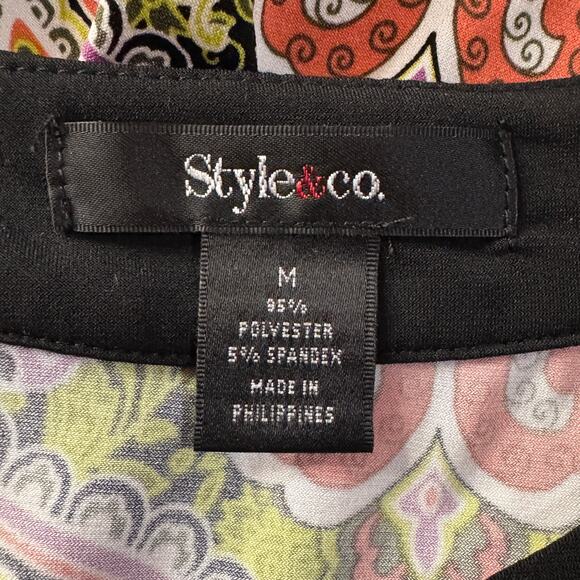 Style&co.
M
95%
POLYESTER
5% SPANDEX
MADE IN
PHILIPPINES